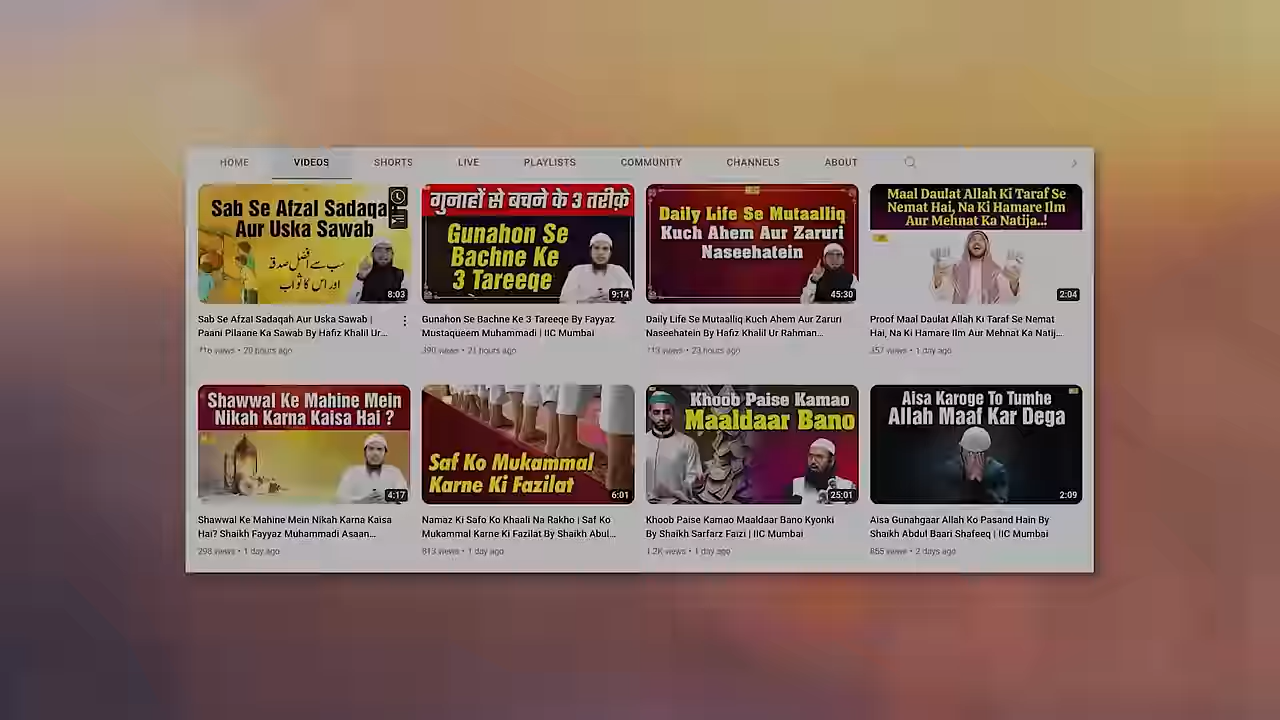 HOME VIDEOS SHORTS LIVE PLAYLISTS COMMUNITY CHANNELS ABOUT
Sab Se Afzal Sadaqa
Aur Uska Sawab
سب سے افضل صدقہ
اور اس کا ثواب
8:03
गुनाहों से बचने के 3 तरीक़े
Gunahon Se
Bachne Ke
3 Tareeqe
9:14
Daily Life Se Mutaalliq
Kuch Ahem Aur Zaruri
Naseehatein
45:30
Maal Daulat Allah Ki Taraf Se
Nemat Hai, Na Ki Hamare Ilm
Aur Mehnat Ka Natija..!
2:04
Sab Se Afzal Sadaqah Aur Uska Sawab |
Paani Pilaane Ka Sawab By Hafiz Khalil Ur...
716 views • 20 hours ago
Gunahon Se Bachne Ke 3 Tareeqe By Fayyaz
Mustaqueem Muhammadi | IIC Mumbai
390 views • 21 hours ago
Daily Life Se Mutaalliq Kuch Ahem Aur Zaruri
Naseehatein By Hafiz Khalil Ur Rahman...
views • 23 hours ago
Proof Maal Daulat Allah Ki Taraf Se Nemat
Hai, Na Ki Hamare Ilm Aur Mehnat Ka Natij...
357 views • 1 day ago
Shawwal Ke Mahine Mein
Nikah Karna Kaisa Hai ?
4:17
Saf Ko Mukammal
Karne Ki Fazilat
6:01
Khoob Paise Kamao
Maaldaar Bano
25:01
Aisa Karoge To Tumhe
Allah Maaf Kar Dega
2:09
Shawwal Ke Mahine Mein Nikah Karna Kaisa
Hai? Shaikh Fayyaz Muhammadi Asaan...
298 views • 1 day ago
Namaz Ki Safo Ko Khaali Na Rakho | Saf Ko
Mukammal Karne Ki Fazilat By Shaikh Abul...
813 views • 1 day ago
Khoob Paise Kamao Maaldaar Bano Kyonki
By Shaikh Sarfarz Faizi | IIC Mumbai
1.2K views • 1 day ago
Aisa Gunahgaar Allah Ko Pasand Hain By
Shaikh Abdul Baari Shafeeq | IIC Mumbai
855 views • 2 days ago